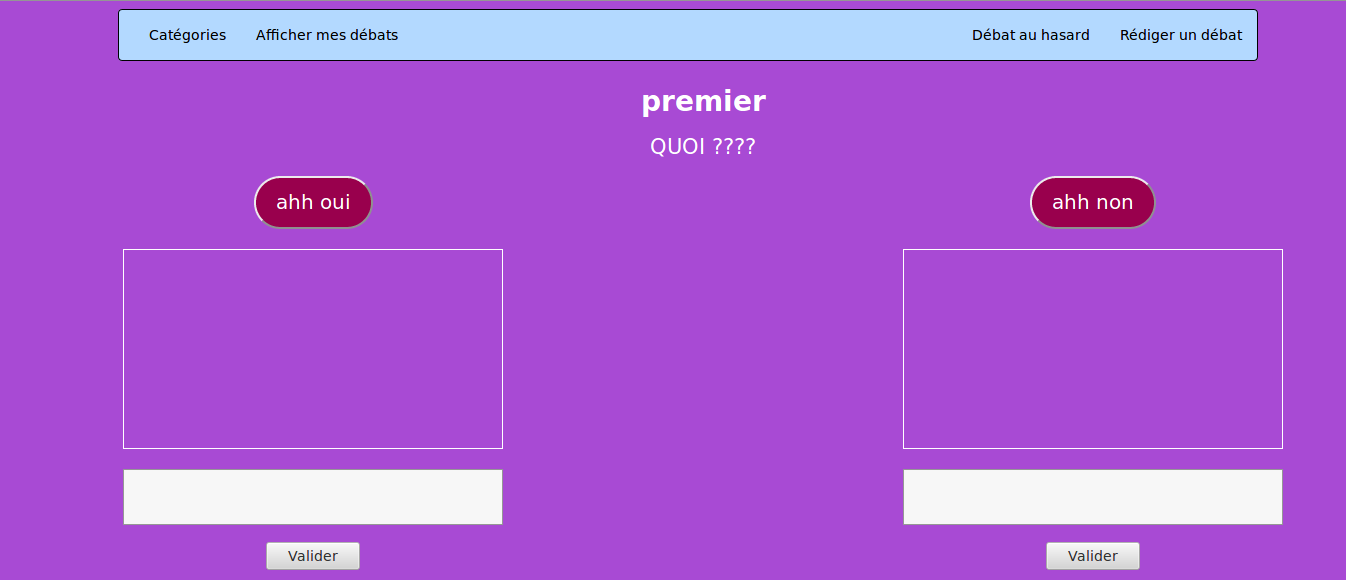 Catégories Afficher mes débats Débat au hasard Rédiger un débat
premier
QUOI ????
ahh oui ahh non
Valider Valider